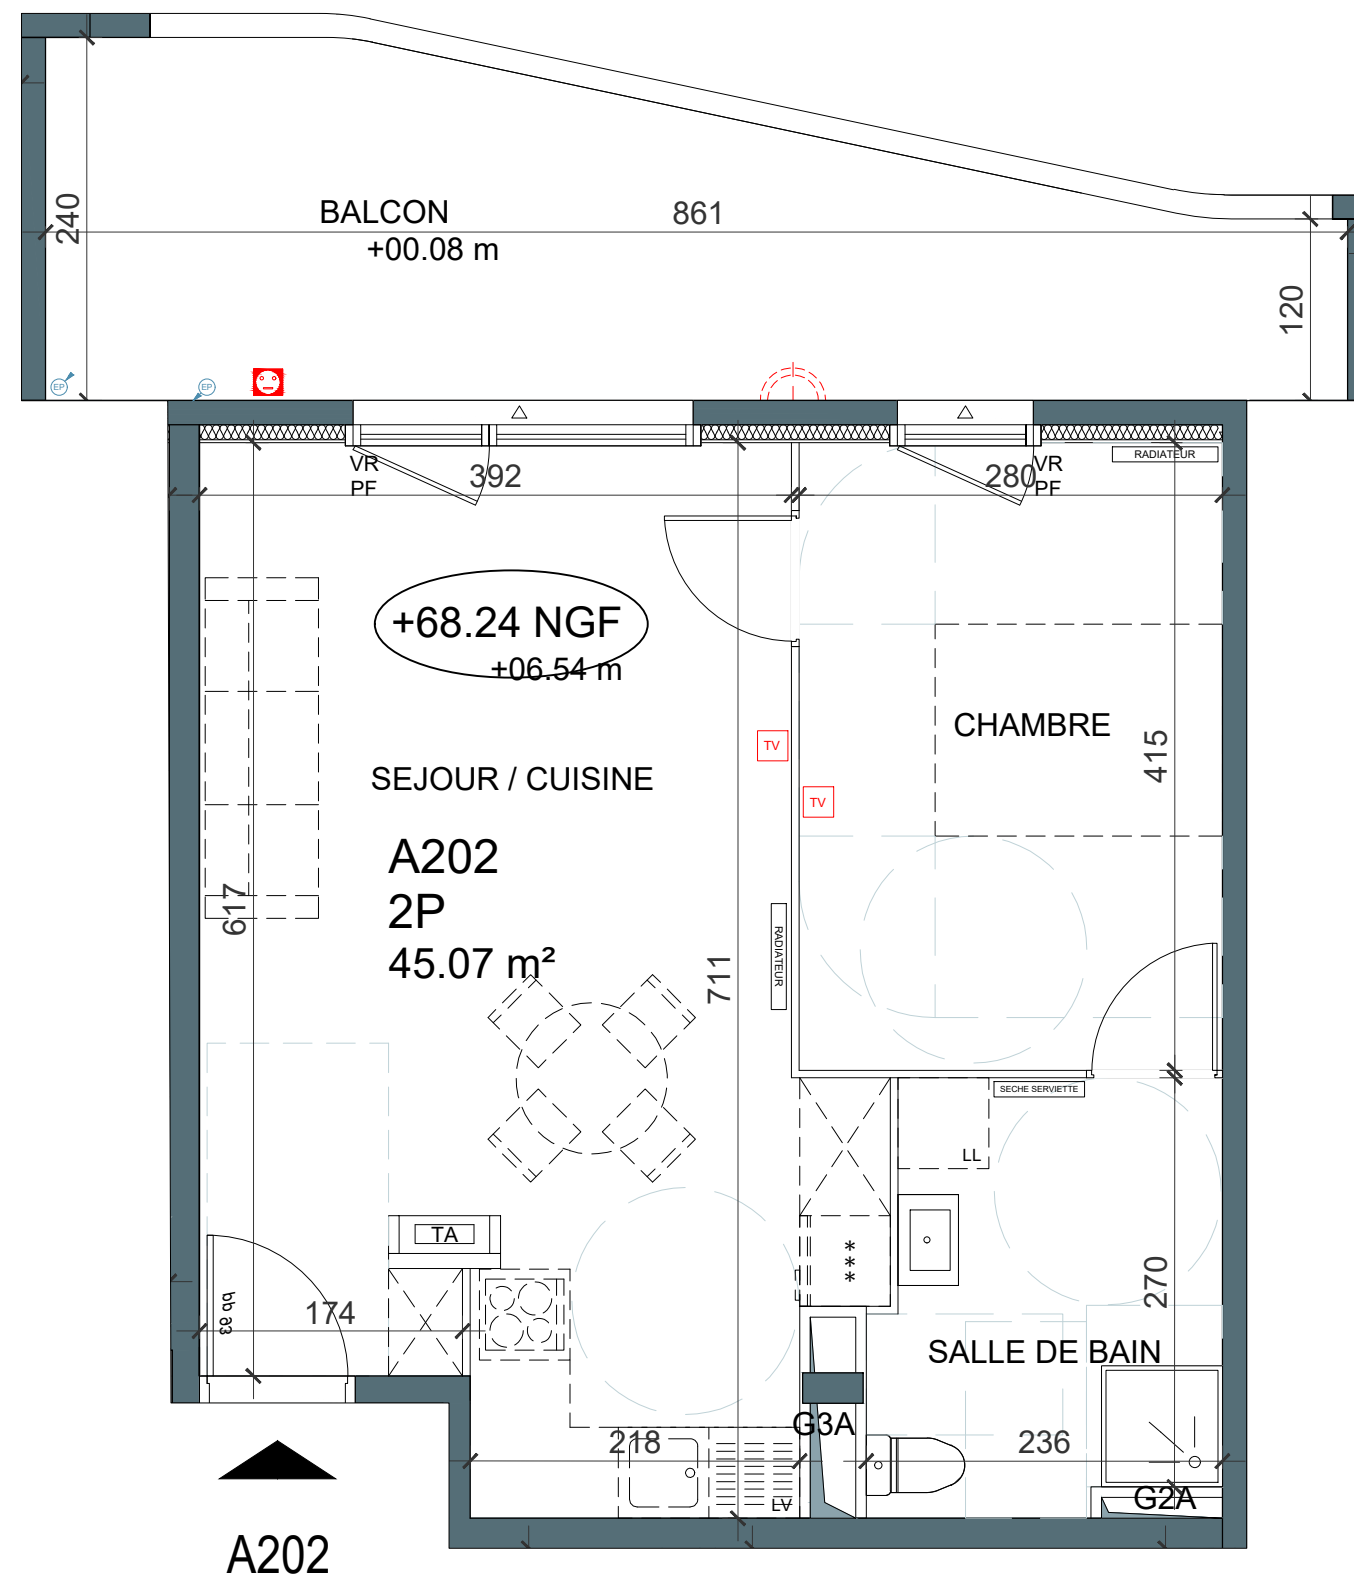 240
BALCON
861
+00.08 m
120
EP
EP
VR
PF
392
280
VR
PF
RADIATEUR
+68.24 NGF
+06.54 m
CHAMBRE
415
TV
TV
SEJOUR / CUISINE
A202
2P
45.07 m²
617
711
RADIATEUR
SECHE SERVIETTE
LL
TA
***
270
174
pp 93
SALLE DE BAIN
G3A
218
236
LV
G2A
A202